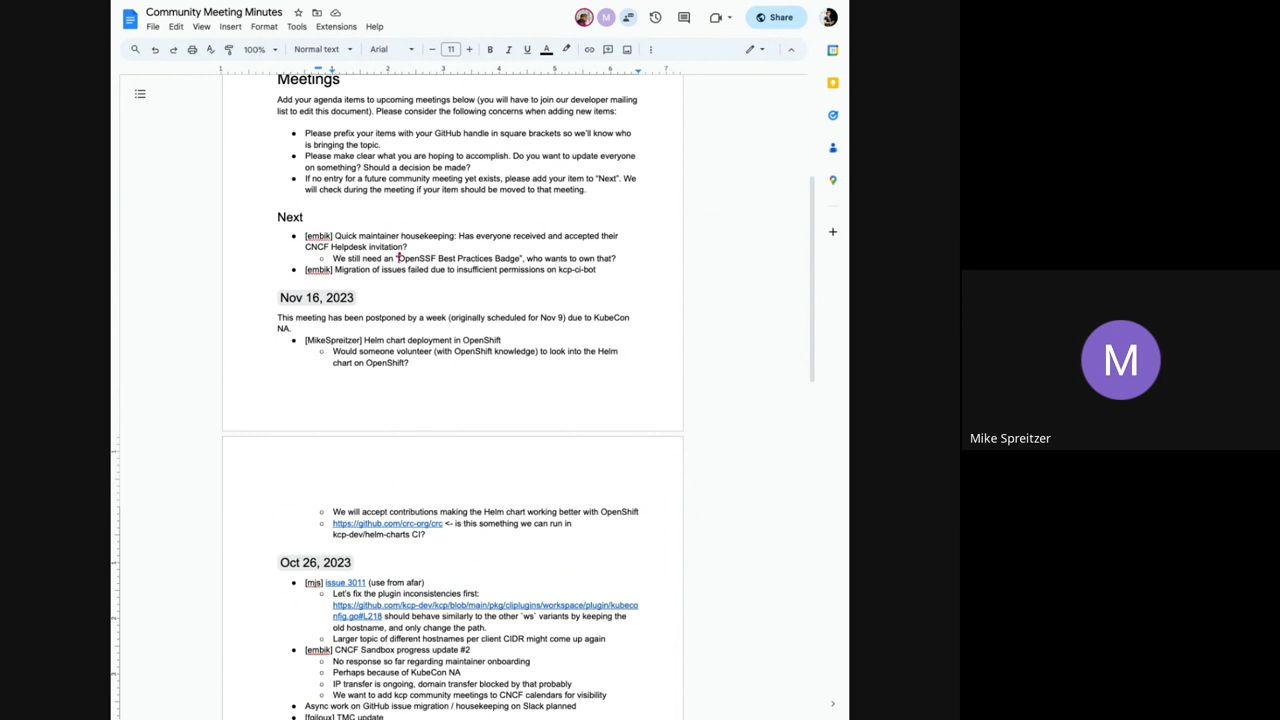 Community Meeting Minutes
File Edit View Insert Format Tools Extensions Help
Share
100% Normal text Arial 11
1 1 2 3 4 5 6 7
Meetings
Add your agenda items to upcoming meetings below (you will have to join our developer mailing
list to edit this document). Please consider the following concerns when adding new items:
Please prefix your items with your GitHub handle in square brackets so we'll know who
is bringing the topic.
Please make clear what you are hoping to accomplish. Do you want to update everyone
on something? Should a decision be made?
If no entry for a future community meeting yet exists, please add your item to "Next". We
will check during the meeting if your item should be moved to that meeting.
Next
[embik] Quick maintainer housekeeping: Has everyone received and accepted their
CNCF Helpdesk invitation?
We still need an "OpenSSF Best Practices Badge", who wants to own that?
[embik] Migration of issues failed due to insufficient permissions on kcp-ci-bot
Nov 16, 2023
This meeting has been postponed by a week (originally scheduled for Nov 9) due to KubeCon
NA.
[MikeSpreitzer] Helm chart deployment in OpenShift
Would someone volunteer (with OpenShift knowledge) to look into the Helm
chart on OpenShift?
We will accept contributions making the Helm chart working better with OpenShift
https://github.com/crc-org/crc <- is this something we can run in
kcp-dev/helm-charts CI?
Oct 26, 2023
[mjs] issue 3011 (use from afar)
Let's fix the plugin inconsistencies first:
https://github.com/kcp-dev/kcp/blob/main/pkg/cliplugins/workspace/plugin/kubeco
nfig.go#L218 should behave similarly to the other `ws` variants by keeping the
old hostname, and only change the path.
Larger topic of different hostnames per client CIDR might come up again
[embik] CNCF Sandbox progress update #2
No response so far regarding maintainer onboarding
Perhaps because of KubeCon NA
IP transfer is ongoing, domain transfer blocked by that probably
We want to add kcp community meetings to CNCF calendars for visibility
Async work on GitHub issue migration / housekeeping on Slack planned
[fgiloux] TMC update
M
Mike Spreitzer